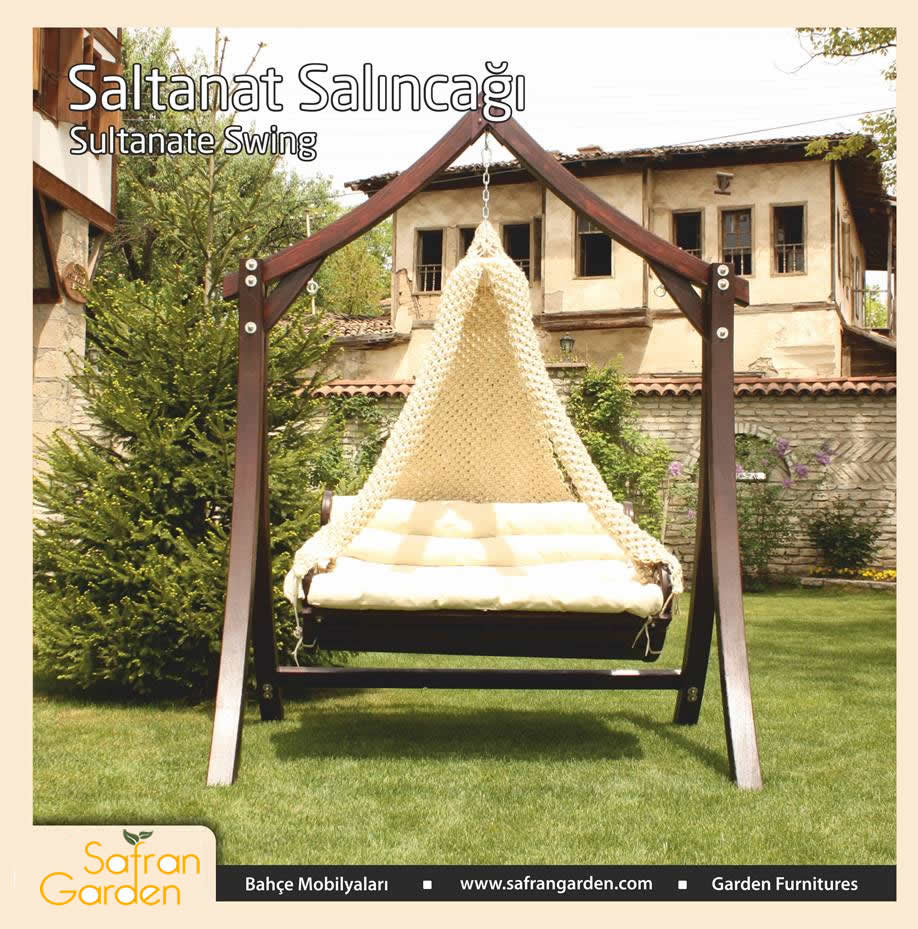 Saltanat Salıncağı
Sultanate Swing
Safran
Garden
Bahçe Mobilyaları ■ www.safrangarden.com ■ Garden Furnitures